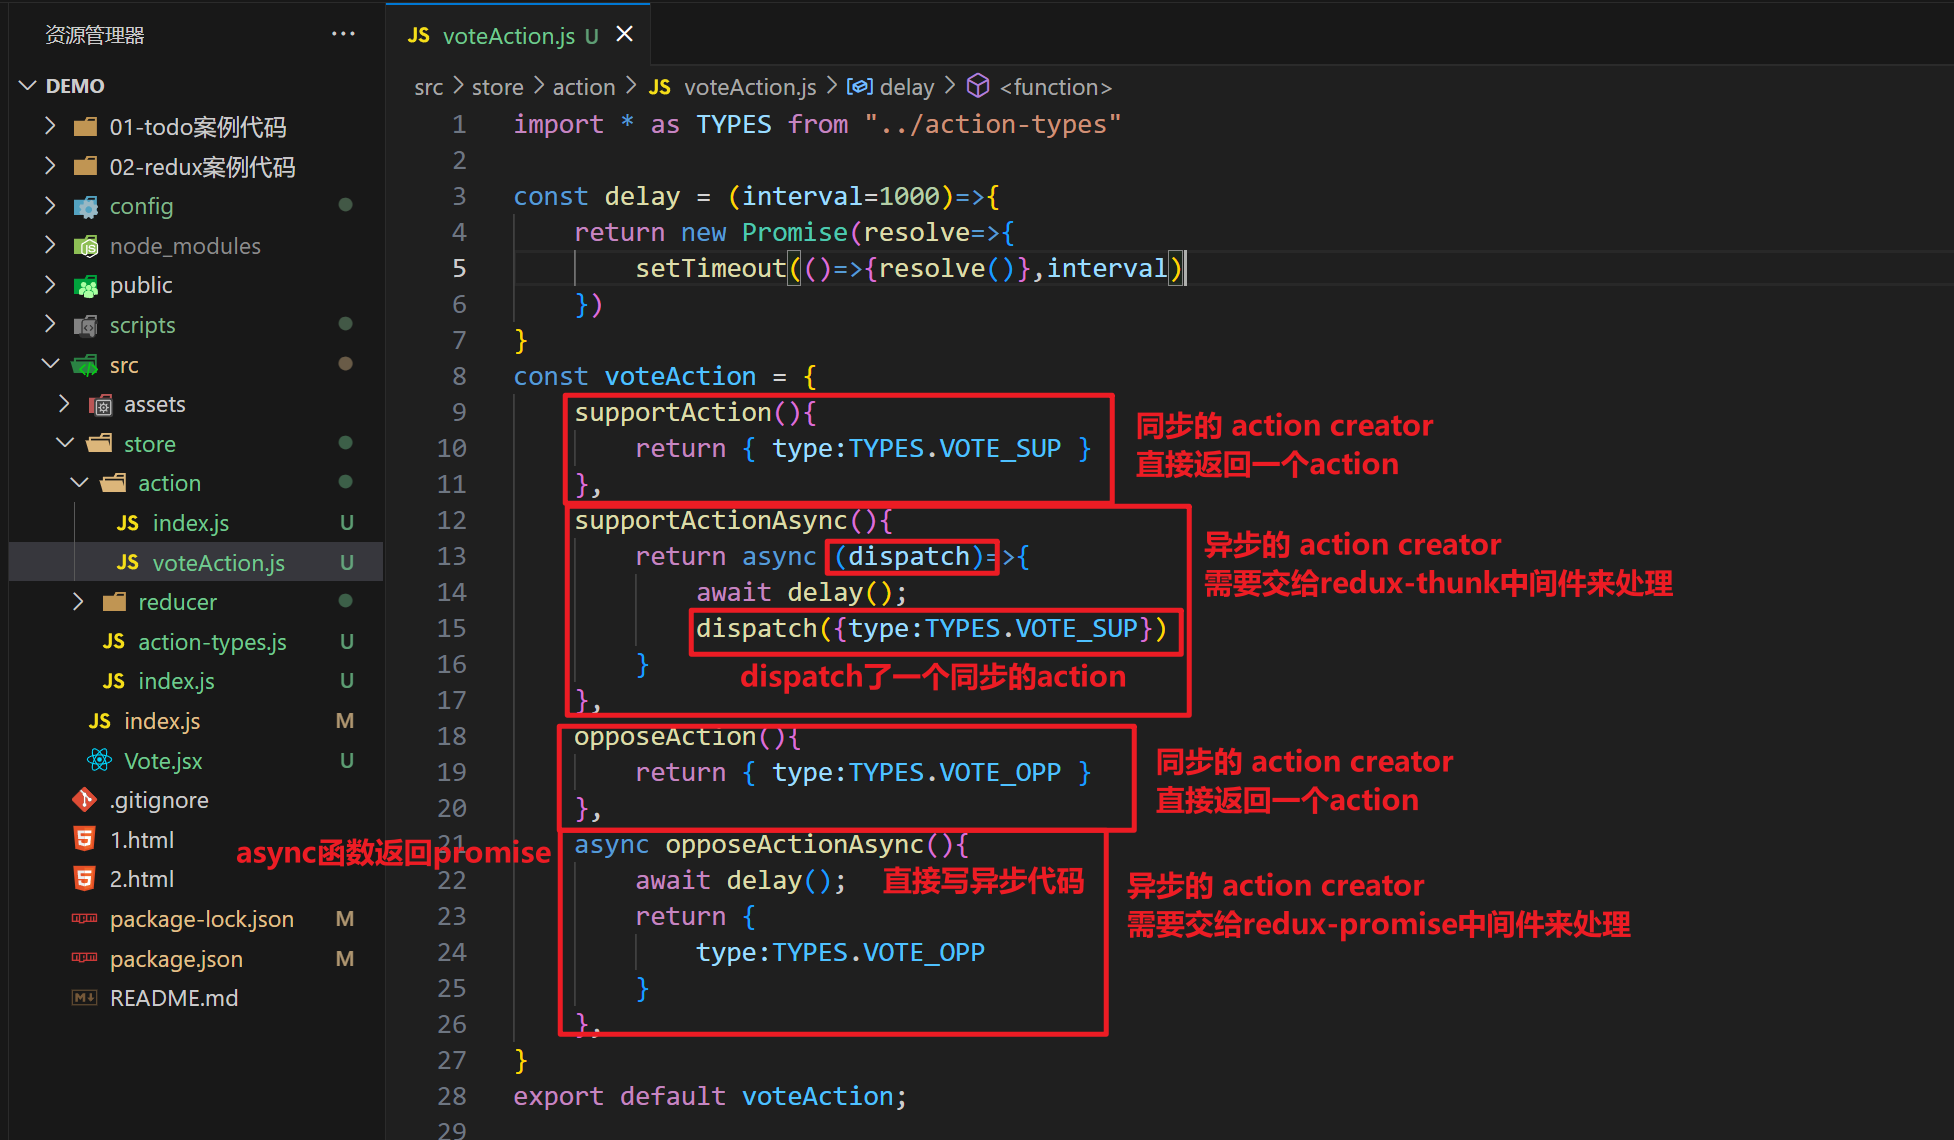 资源管理器
DEMO
01-todo案例代码
02-redux案例代码
config
node_modules
public
scripts
src
assets
store
action
JS index.js U
JS voteAction.js U
reducer
JS action-types.js U
JS index.js U
JS index.js M
Vote.jsx U
.gitignore
1.html
2.html
package-lock.json M
package.json M
README.md
JS voteAction.js U
src > store > action > JS voteAction.js > delay > <function>
1 import * as TYPES from "../action-types"
2
3 const delay = (interval=1000)=>{
4 return new Promise(resolve=>{
5 setTimeout(()=>{resolve()},interval)
6 })
7 }
8 const voteAction = {
9 supportAction(){
10 return { type:TYPES.VOTE_SUP }
11 },
同步的 action creator
直接返回一个action
12 supportActionAsync(){
13 return async (dispatch)=>{
14 await delay();
15 dispatch({type:TYPES.VOTE_SUP})
16 }
17 },
异步的 action creator
需要交给redux-thunk中间件来处理
dispatch了一个同步的action
18 opposeAction(){
19 return { type:TYPES.VOTE_OPP }
20 },
同步的 action creator
直接返回一个action
async函数返回promise
21 async opposeActionAsync(){
22 await delay(); 直接写异步代码
23 return {
24 type:TYPES.VOTE_OPP
25 }
26 },
异步的 action creator
需要交给redux-promise中间件来处理
27 }
28 export default voteAction;
29